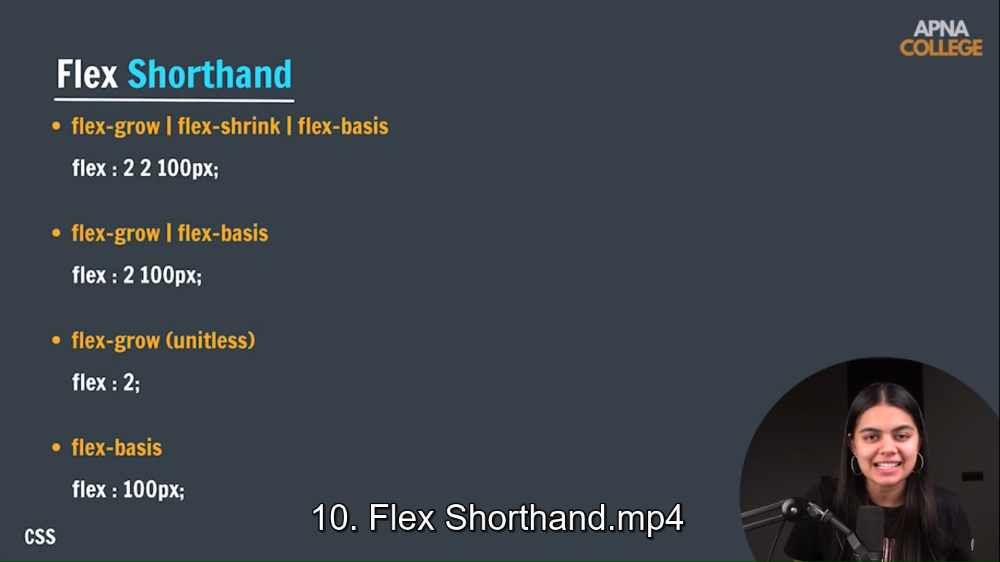 APNA
COLLEGE
Flex Shorthand
• flex-grow | flex-shrink | flex-basis
flex : 2 2 100px;
• flex-grow | flex-basis
flex : 2 100px;
• flex-grow (unitless)
flex : 2;
• flex-basis
flex : 100px;
10. Flex Shorthand.mp4
CSS